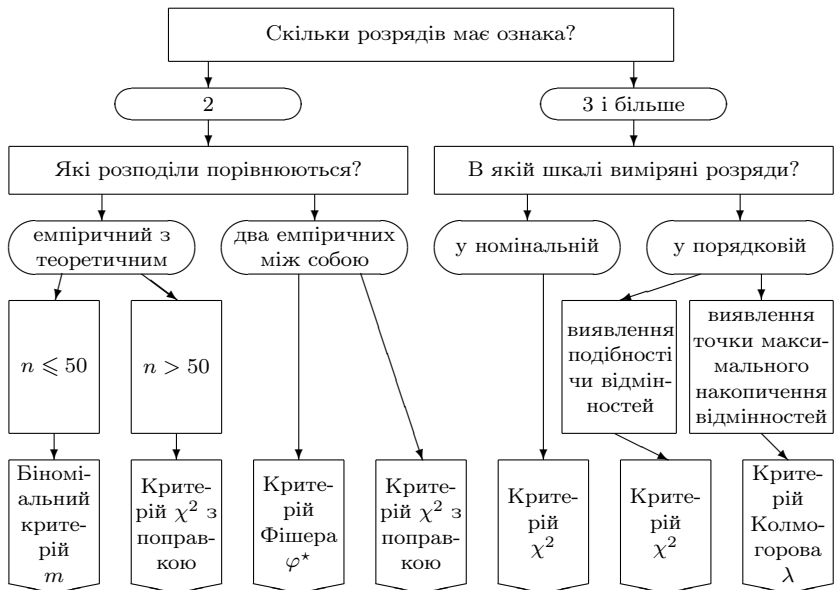 Скільки розрядів має ознака?
2
3 і більше
Які розподіли порівнюються?
В якій шкалі виміряні розряди?
емпіричний з
теоретичним
два емпіричних
між собою
у номінальній
у порядковій
n ⩽ 50
n > 50
виявлення
подібності
чи відмін-
ностей
виявлення
точки макси-
мального
накопичення
відмінностей
Біномі-
альний
крите-
рій
m
Крите-
рій χ² з
поправ-
кою
Крите-
рій
Фішера
φ⋆
Крите-
рій χ² з
поправ-
кою
Крите-
рій
χ²
Крите-
рій
χ²
Крите-
рій
Колмо-
горова
λ